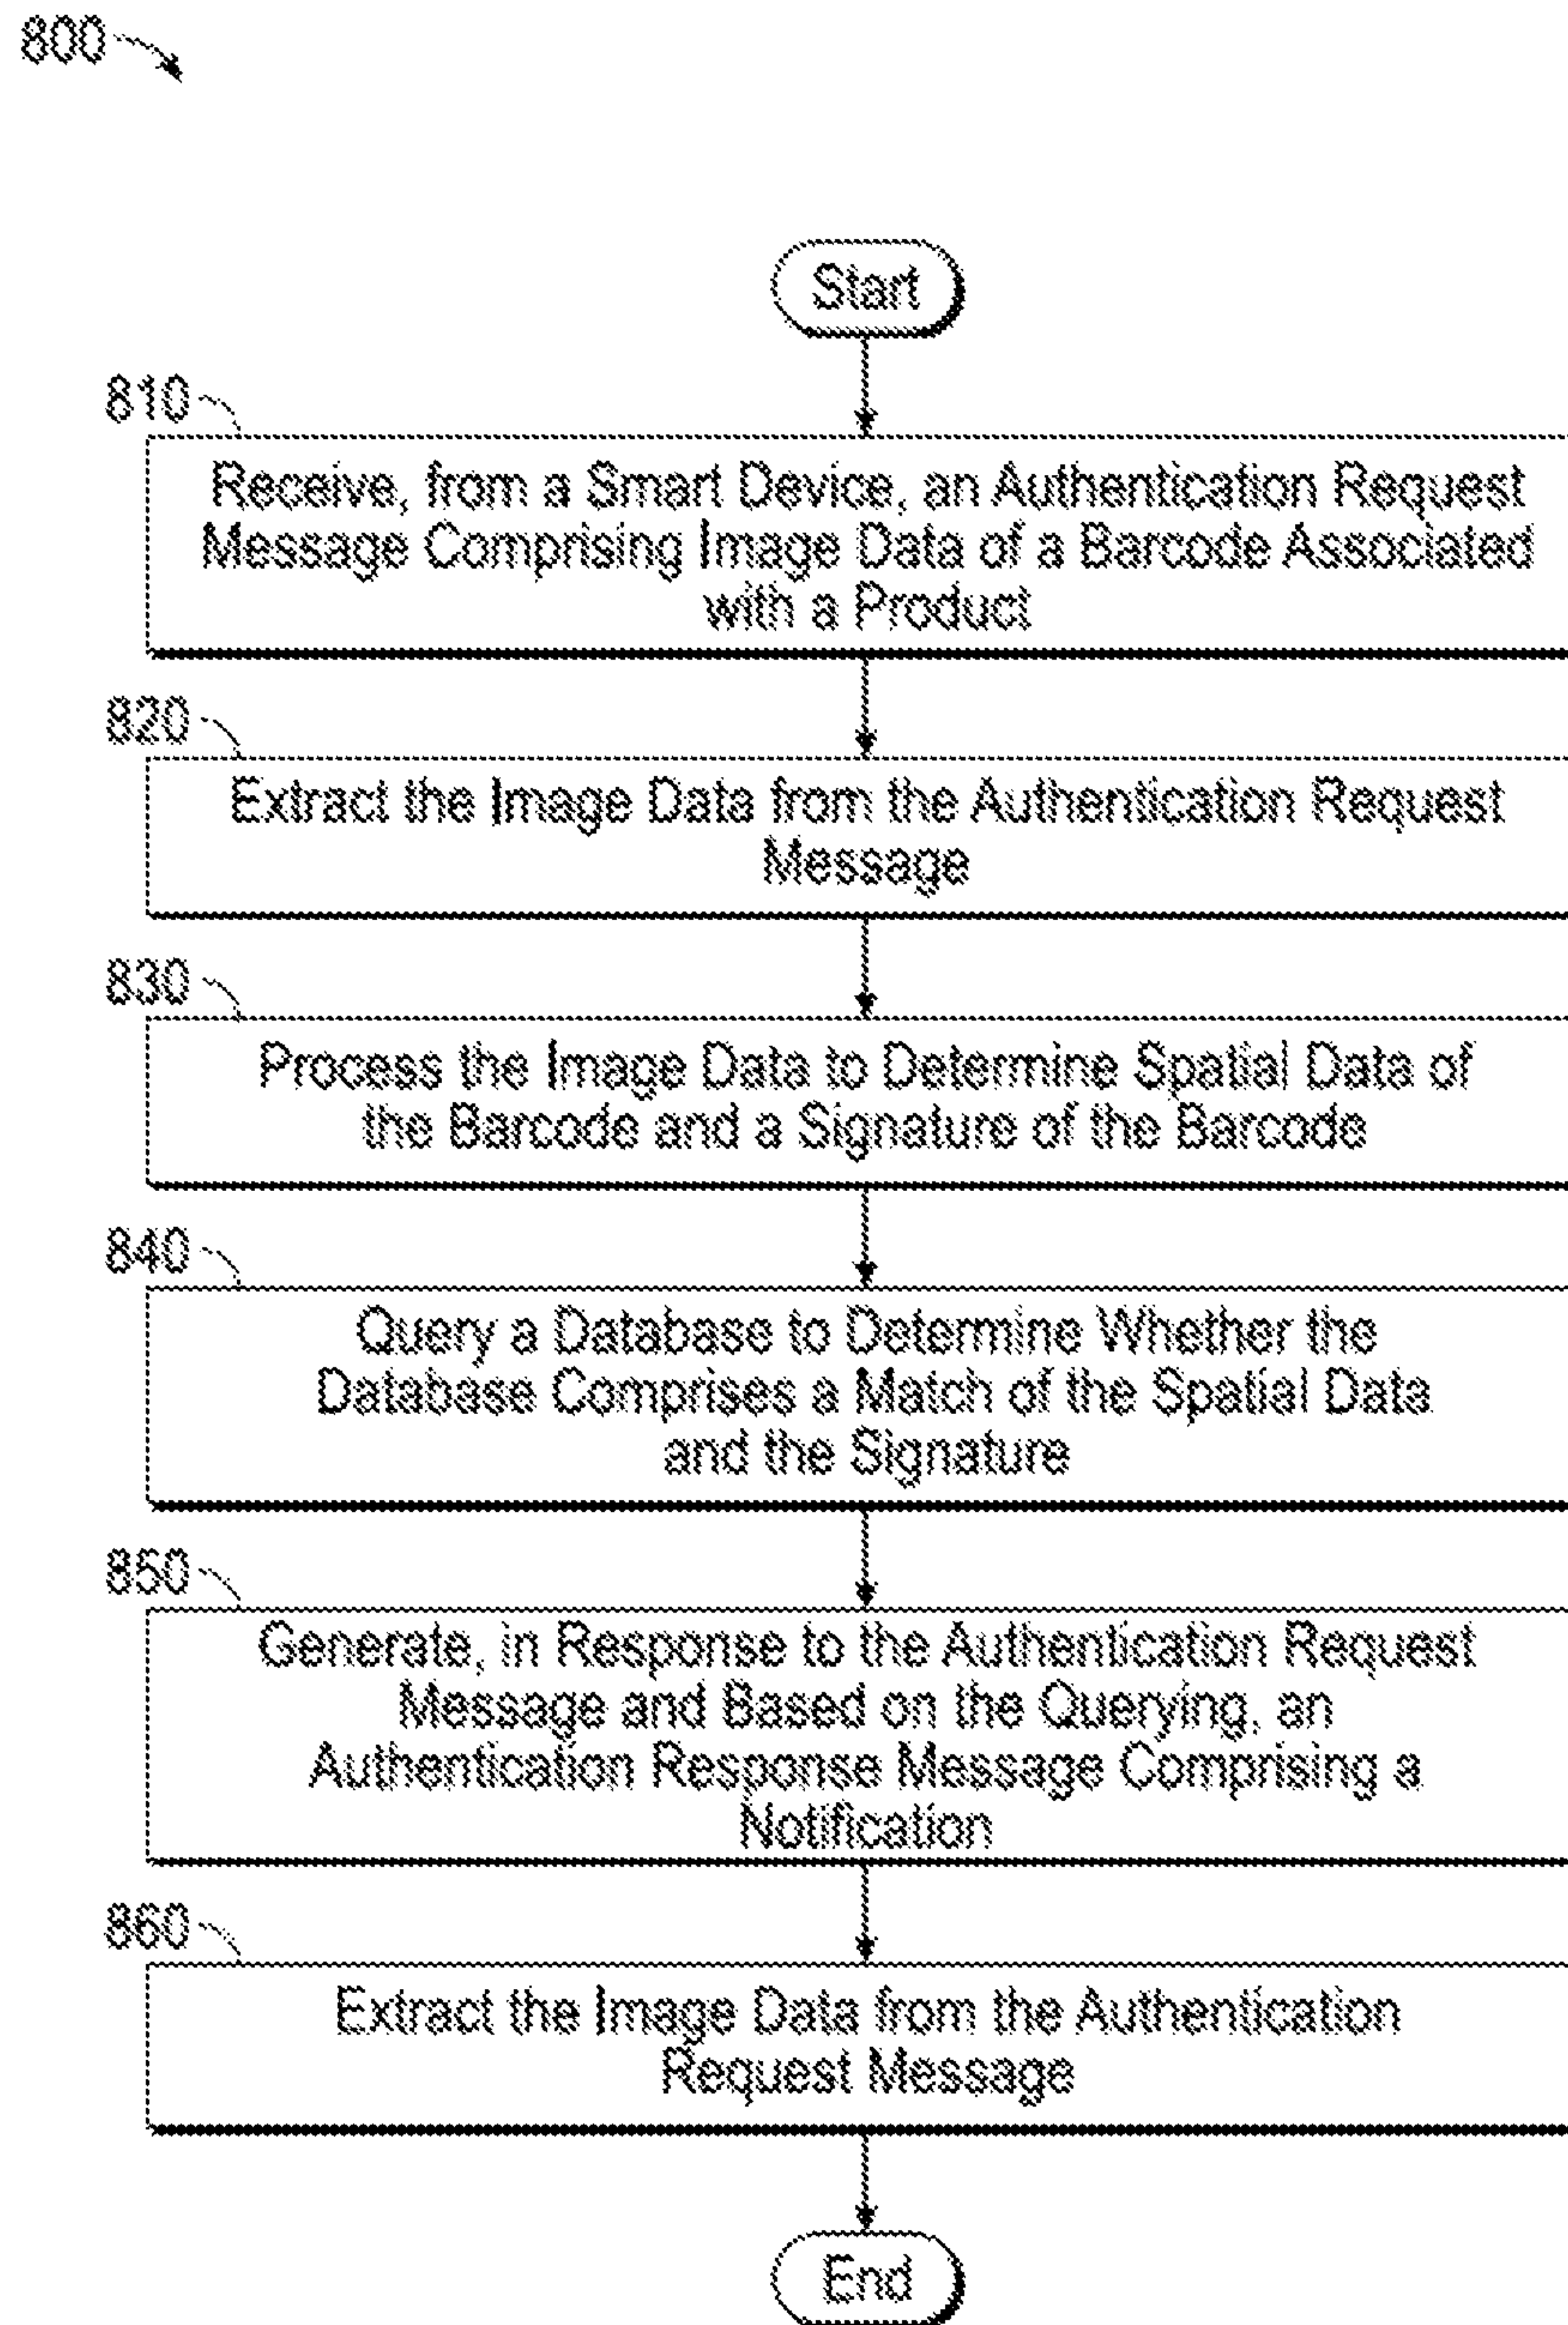 800
Start
810
Receive, from a Smart Device, an Authentication Request
Message Comprising Image Data of a Barcode Associated
with a Product
820
Extract the Image Data from the Authentication Request
Message
830
Process the Image Data to Determine Spatial Data of
the Barcode and a Signature of the Barcode
840
Query a Database to Determine Whether the
Database Comprises a Match of the Spatial Data
and the Signature
850
Generate, in Response to the Authentication Request
Message and Based on the Querying, an
Authentication Response Message Comprising a
Notification
860
Extract the Image Data from the Authentication
Request Message
End